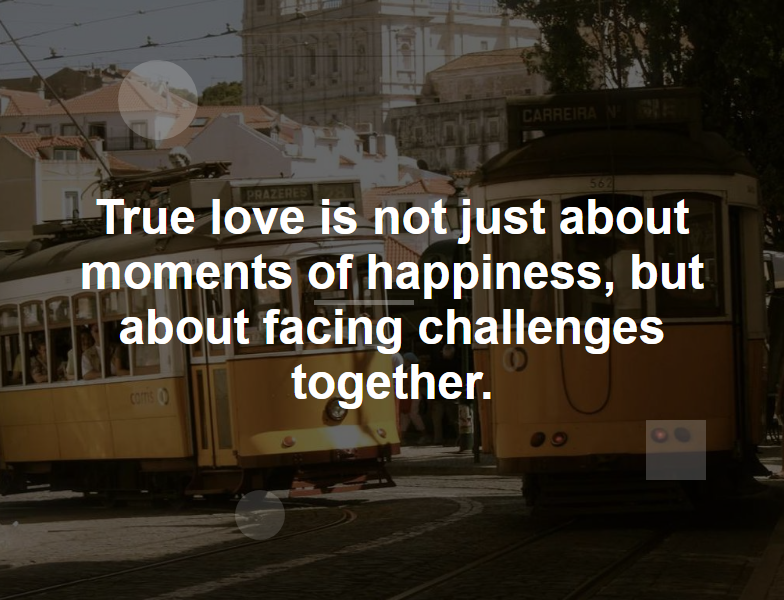 CARREIRA Nº
562
PRAZERES
True love is not just about
moments of happiness, but
about facing challenges
together.
carris